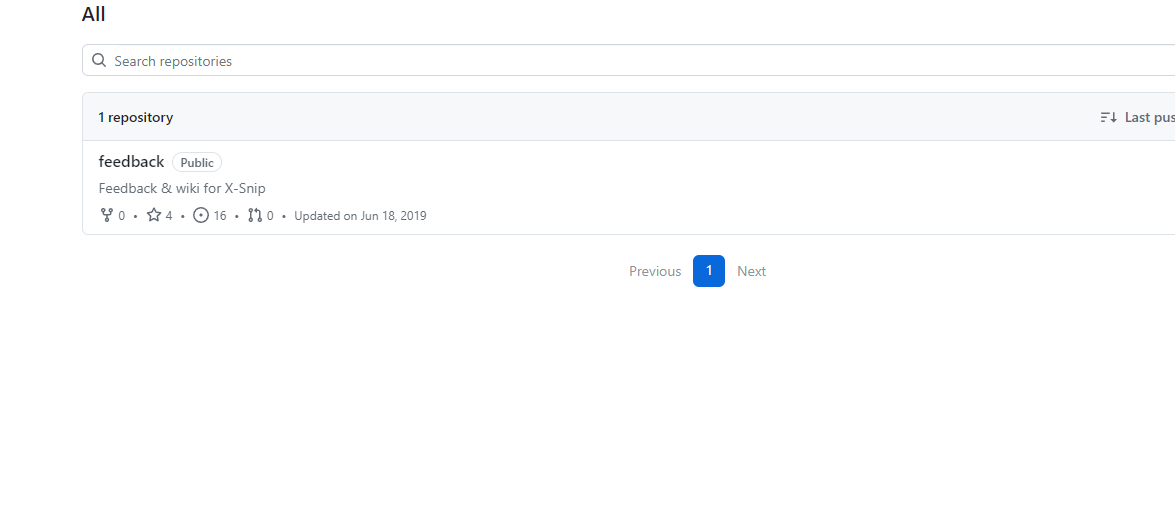 All
Search repositories
1 repository Last pus
feedback Public
Feedback & wiki for X-Snip
0 • 4 • 16 • 0 • Updated on Jun 18, 2019
Previous 1 Next